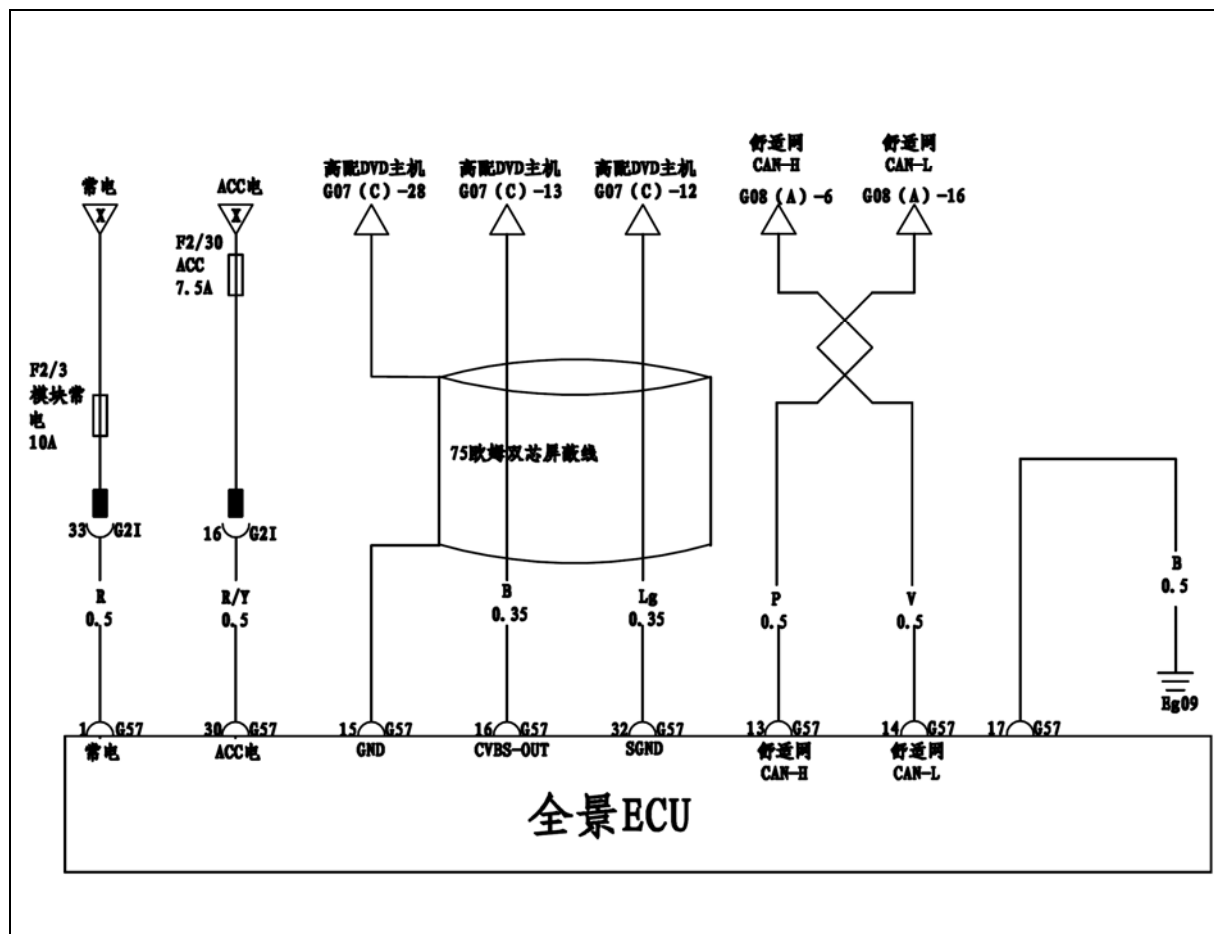 常电
X
F2/3
模块常
电
10A
33 G2I
R
0.5
ACC电
X
F2/30
ACC
7.5A
16 G2I
R/Y
0.5
高配DVD主机
G07（C）-28
高配DVD主机
G07（C）-13
高配DVD主机
G07（C）-12
舒适网
CAN-H
G08（A）-6
舒适网
CAN-L
G08（A）-16
75欧姆双芯屏蔽线
B
0.35
Lg
0.35
P
0.5
V
0.5
B
0.5
Eg09
1 G57
常电
30 G57
ACC电
15 G57
GND
16 G57
CVBS-OUT
32 G57
SGND
13 G57
舒适网
CAN-H
14 G57
舒适网
CAN-L
17 G57
全景ECU